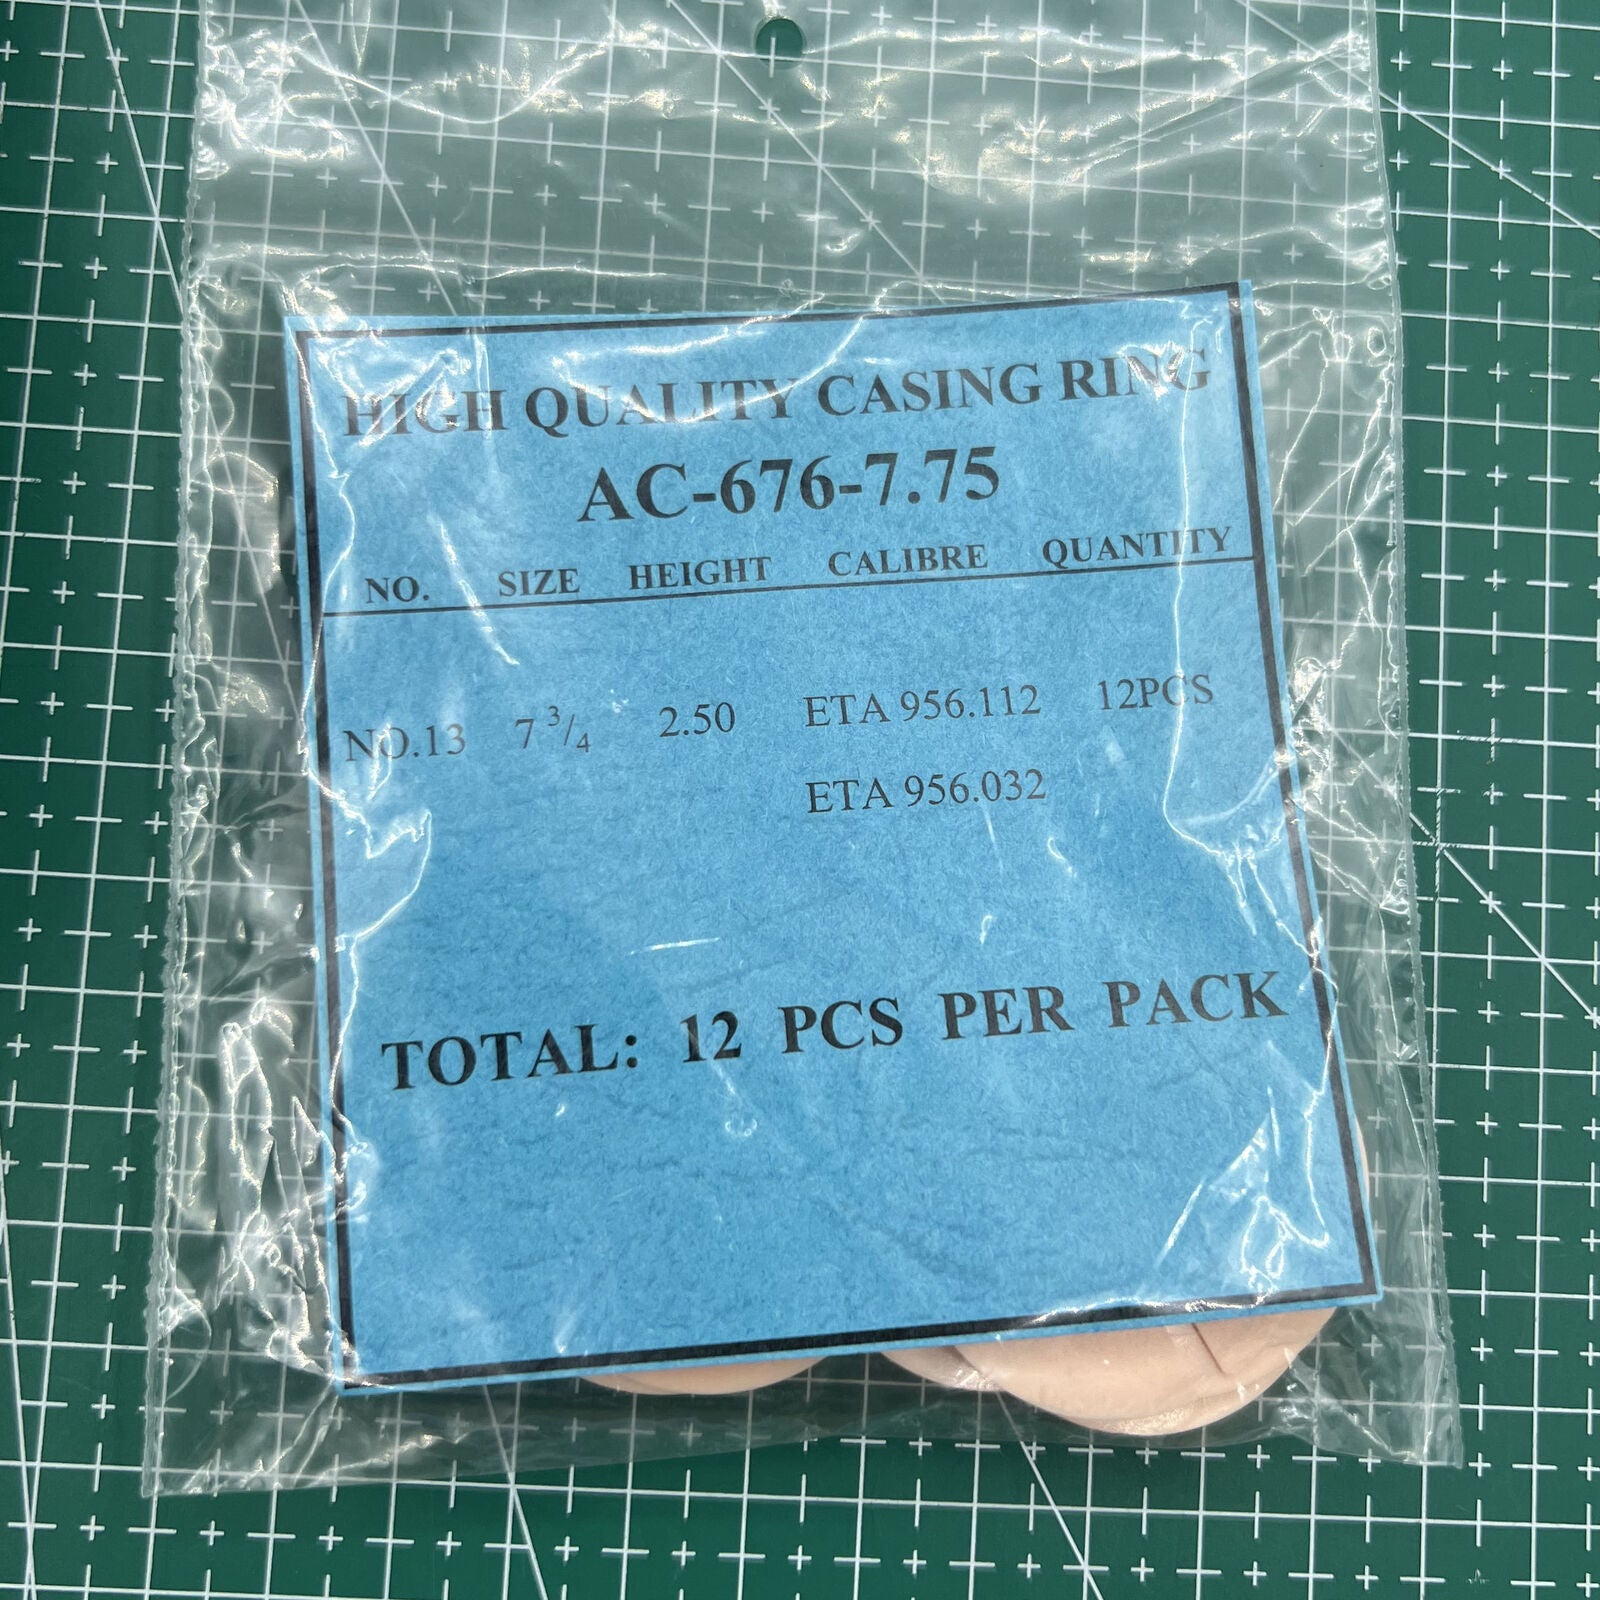 HIGH QUALITY CASING RING
AC-676-7.75
NO. SIZE HEIGHT CALIBRE QUANTITY
NO.13 7 3/4 2.50 ETA 956.112 12PCS
ETA 956.032
TOTAL: 12 PCS PER PACK